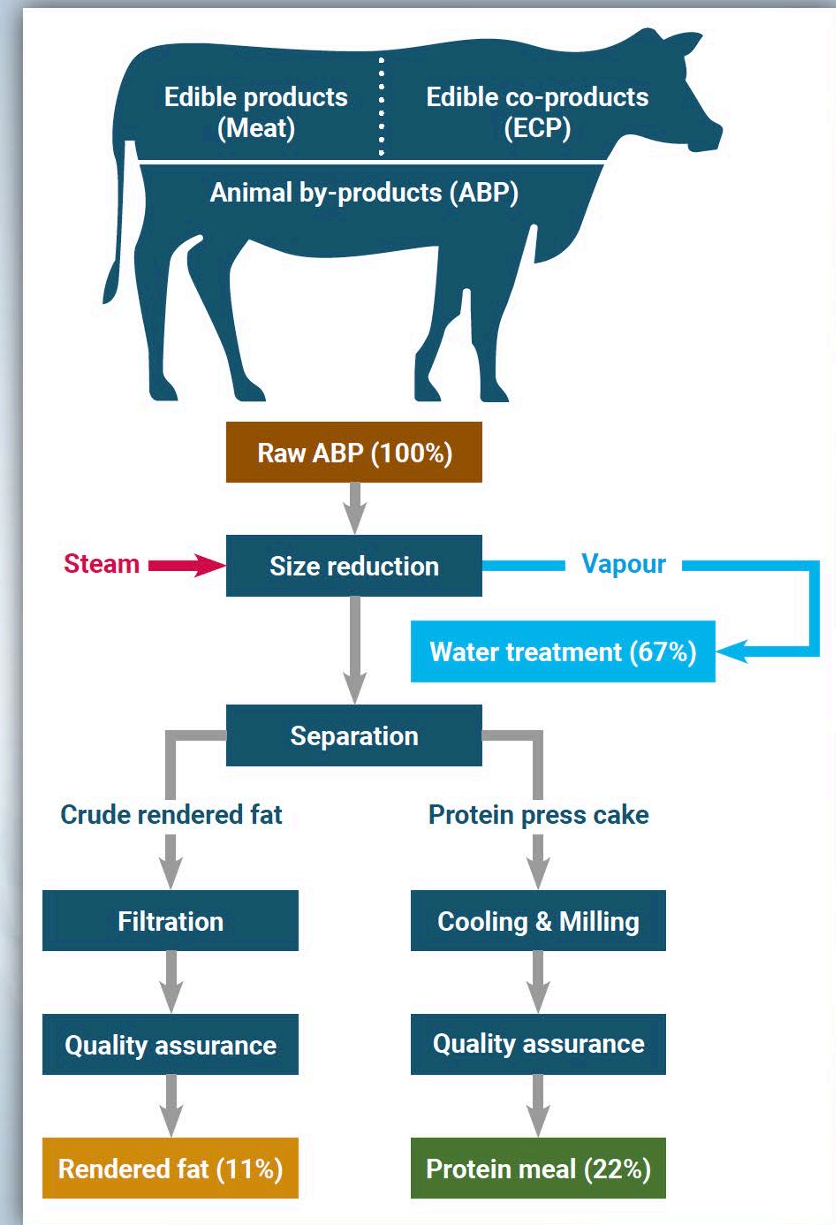 Edible products
(Meat)
Edible co-products
(ECP)
Animal by-products (ABP)
Raw ABP (100%)
Steam
Size reduction
Vapour
Water treatment (67%)
Separation
Crude rendered fat
Protein press cake
Filtration
Cooling & Milling
Quality assurance
Quality assurance
Rendered fat (11%)
Protein meal (22%)